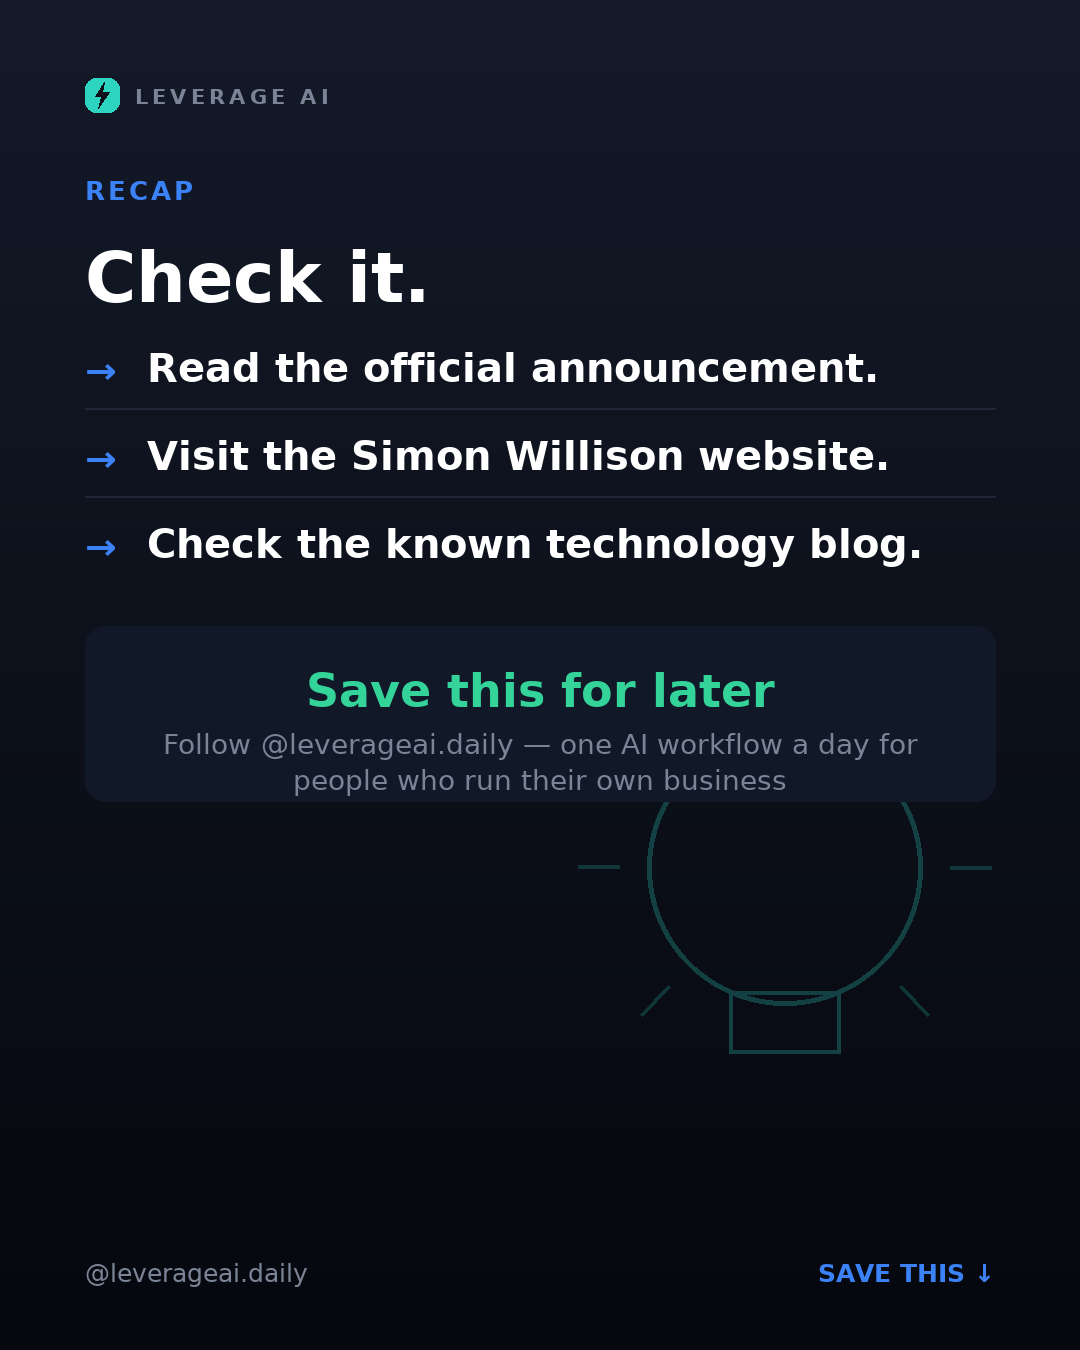 LEVERAGE AI
RECAP
Check it.
→ Read the official announcement.
→ Visit the Simon Willison website.
→ Check the known technology blog.
Save this for later
Follow @leverageai.daily — one AI workflow a day for
people who run their own business
@leverageai.daily
SAVE THIS ↓